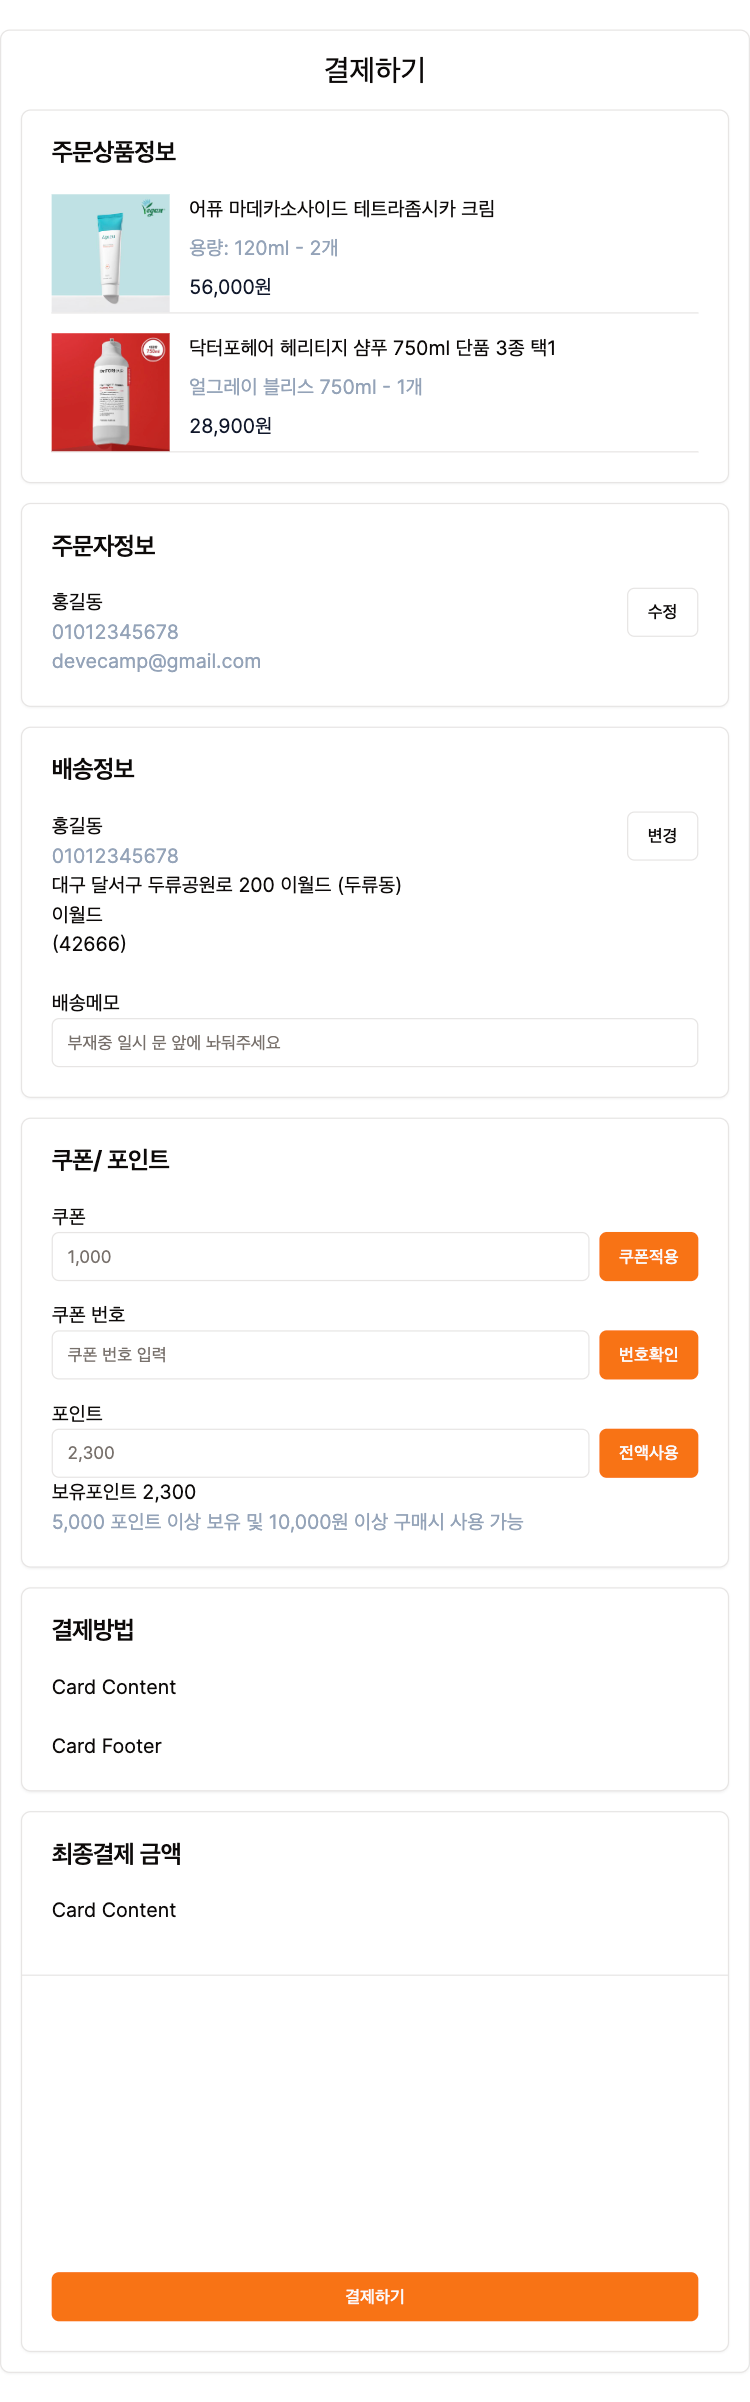 결제하기
주문상품정보
Vegan
어퓨 마데카소사이드 테트라좀시카 크림
용량: 120ml - 2개
56,000원
닥터포헤어 헤리티지 샴푸 750ml 단품 3종 택1
얼그레이 블리스 750ml - 1개
28,900원
주문자정보
홍길동
수정
01012345678
devecamp@gmail.com
배송정보
홍길동
변경
01012345678
대구 달서구 두류공원로 200 이월드 (두류동)
이월드
(42666)
배송메모
부재중 일시 문 앞에 놔둬주세요
쿠폰/ 포인트
쿠폰
1,000
쿠폰적용
쿠폰 번호
쿠폰 번호 입력
번호확인
포인트
2,300
전액사용
보유포인트 2,300
5,000 포인트 이상 보유 및 10,000원 이상 구매시 사용 가능
결제방법
Card Content
Card Footer
최종결제 금액
Card Content
결제하기